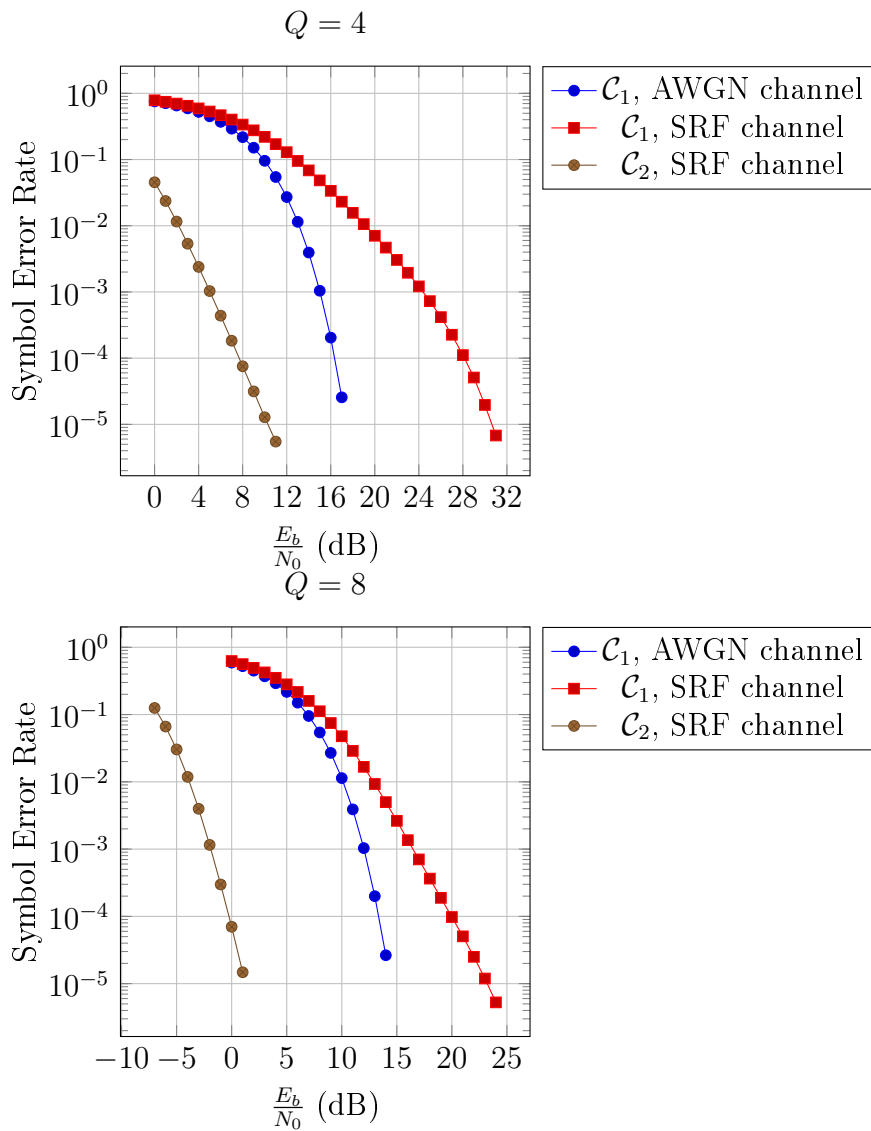 Q = 4
10^0
10^−1
10^−2
10^−3
10^−4
10^−5
Symbol Error Rate
0 4 8 12 16 20 24 28 32
E_b/N_0 (dB)
C_1, AWGN channel
C_1, SRF channel
C_2, SRF channel
Q = 8
10^0
10^−1
10^−2
10^−3
10^−4
10^−5
Symbol Error Rate
−10 −5 0 5 10 15 20 25
E_b/N_0 (dB)
C_1, AWGN channel
C_1, SRF channel
C_2, SRF channel